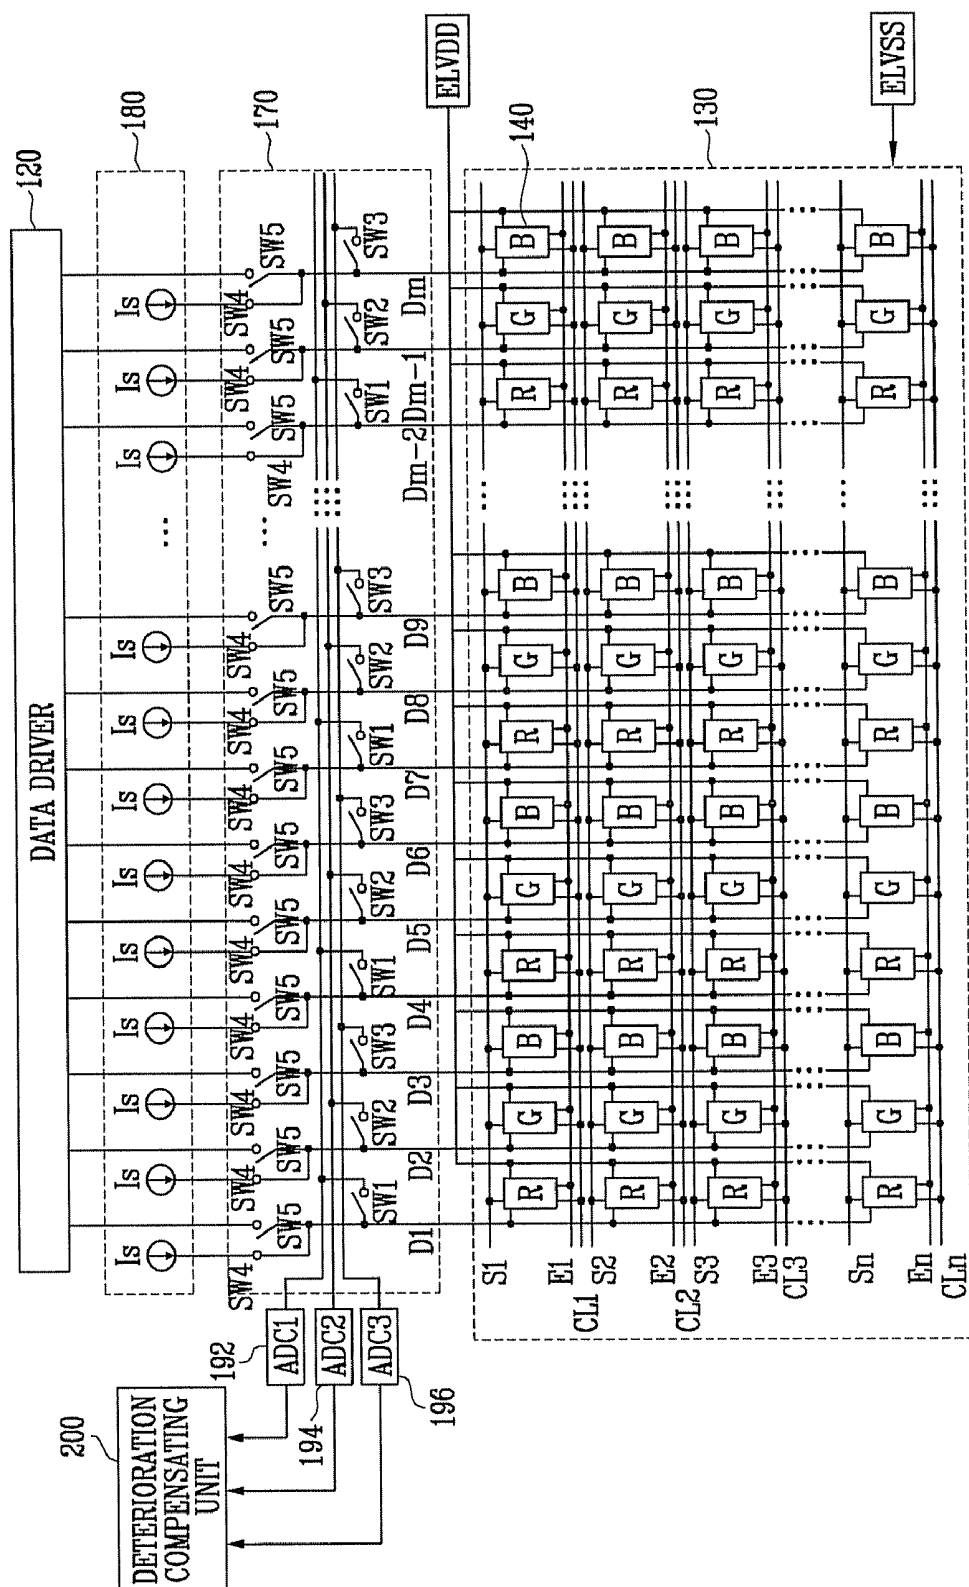 DATA DRIVER
120
180
Is Is Is Is Is Is Is Is Is ... Is Is Is
170
SW4 SW4 SW4 SW4 SW4 SW4 SW4 SW4 SW4 ... SW4 SW4 SW4
SW5 SW5 SW5 SW5 SW5 SW5 SW5 SW5 SW5 SW5 SW5 SW5
SW1 SW2 SW3 SW1 SW2 SW3 SW1 SW2 SW3 SW1 SW2 SW3
D1 D2 D3 D4 D5 D6 D7 D8 D9 Dm-2 Dm-1 Dm
200
DETERIORATION
COMPENSATING
UNIT
192
ADC1
194
ADC2
ADC3
196
ELVDD
140
130
ELVSS
S1
R G B R G B R G B ... R G B
E1
CL1
S2
R G B R G B R G B R G B
E2
CL2
S3
R G B R G B R G B R G B
E3
CL3
Sn
R G B R G B R G B ... R G B
En
CLn